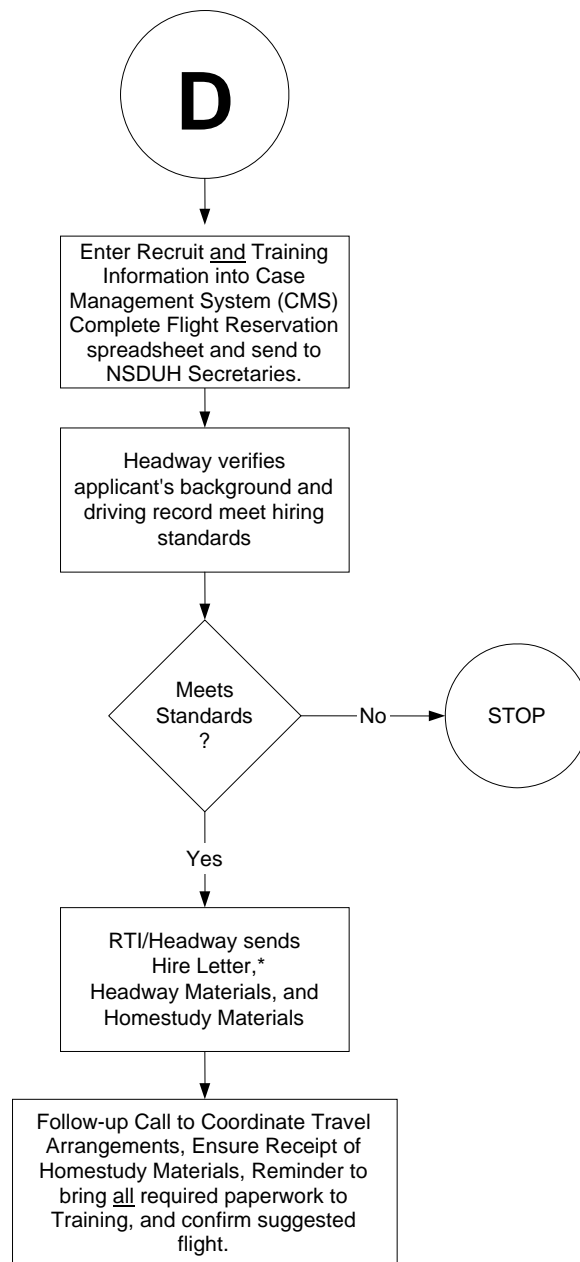 D
Enter Recruit and Training
Information into Case
Management System (CMS)
Complete Flight Reservation
spreadsheet and send to
NSDUH Secretaries.
Headway verifies
applicant's background and
driving record meet hiring
standards
Meets
Standards
?
No
STOP
Yes
RTI/Headway sends
Hire Letter,*
Headway Materials, and
Homestudy Materials
Follow-up Call to Coordinate Travel
Arrangements, Ensure Receipt of
Homestudy Materials, Reminder to
bring all required paperwork to
Training, and confirm suggested
flight.